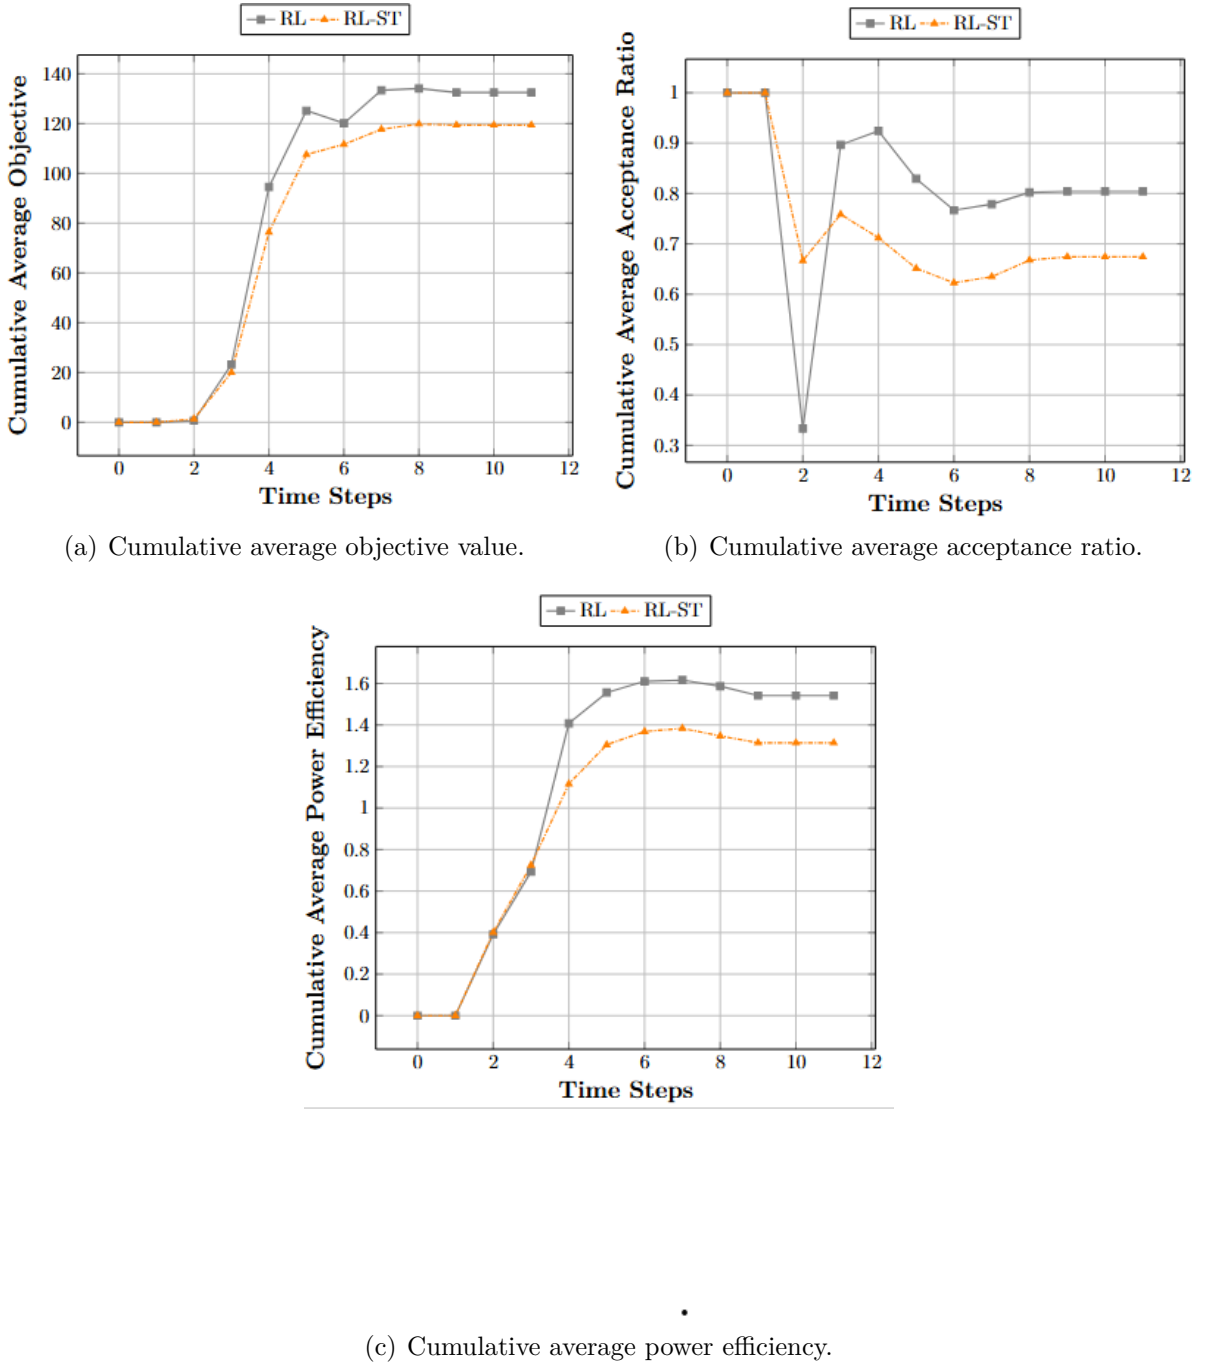 RL RL-ST
Cumulative Average Objective
140
120
100
80
60
40
20
0
0 2 4 6 8 10 12
Time Steps
(a) Cumulative average objective value.
RL RL-ST
Cumulative Average Acceptance Ratio
1
0.9
0.8
0.7
0.6
0.5
0.4
0.3
0 2 4 6 8 10 12
Time Steps
(b) Cumulative average acceptance ratio.
RL RL-ST
Cumulative Average Power Efficiency
1.6
1.4
1.2
1
0.8
0.6
0.4
0.2
0
0 2 4 6 8 10 12
Time Steps
(c) Cumulative average power efficiency.